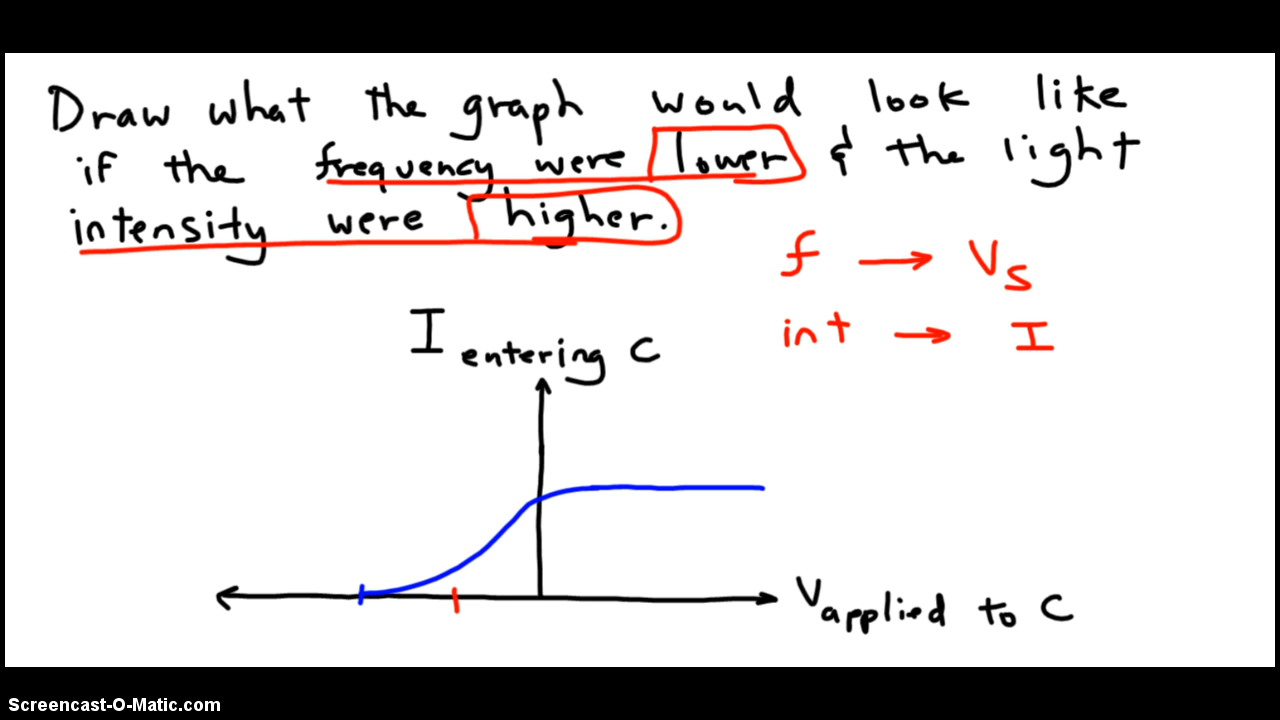 Draw what the graph would look like
if the frequency were lower & the light
intensity were higher.
f → Vs
int → I
I entering C
V applied to C
Screencast-O-Matic.com